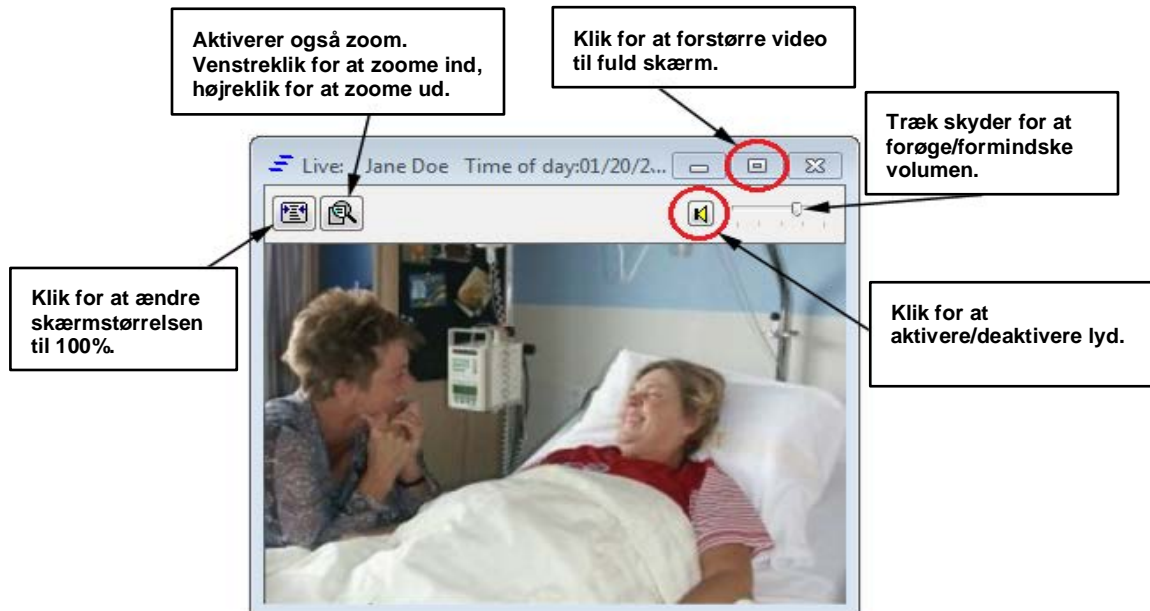 Aktiverer også zoom.
Venstreklik for at zoome ind,
højreklik for at zoome ud.
Klik for at forstørre video
til fuld skærm.
Træk skyder for at
forøge/formindske
volumen.
Live: Jane Doe Time of day:01/20/2...
Klik for at ændre
skærmstørrelsen
til 100%.
Klik for at
aktivere/deaktivere lyd.